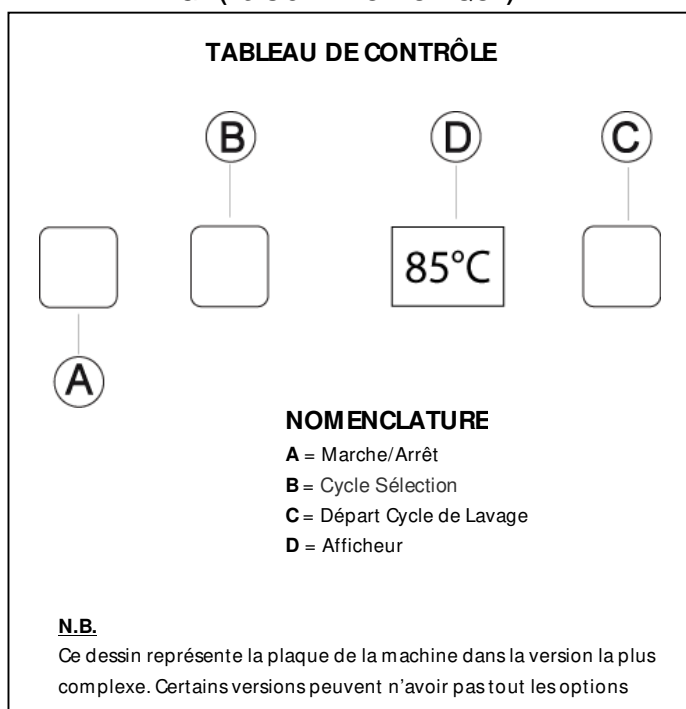 TABLEAU DE CONTRÔLE
B D C
85°C
A
NOMENCLATURE
A = Marche/Arrêt
B = Cycle Sélection
C = Départ Cycle de Lavage
D = Afficheur
N.B.
Ce dessin représente la plaque de la machine dans la version la plus
complexe. Certains versions peuvent n'avoir pas tout les options